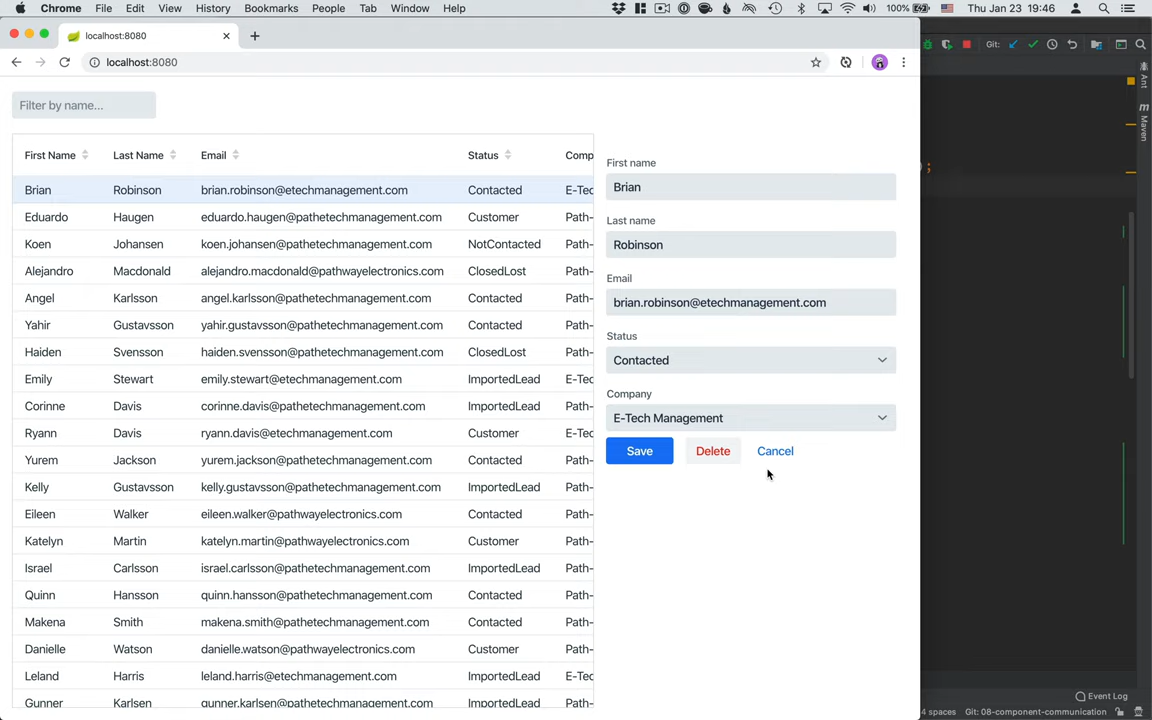 Chrome File Edit View History Bookmarks People Tab Window Help 100% Thu Jan 23 19:46
localhost:8080
Git:
localhost:8080
Filter by name...
Ant
Maven
First Name Last Name Email Status Comp
Brian Robinson brian.robinson@etechmanagement.com Contacted E-Tec
Eduardo Haugen eduardo.haugen@pathetechmanagement.com Customer Path-
Koen Johansen koen.johansen@pathetechmanagement.com NotContacted Path-
Alejandro Macdonald alejandro.macdonald@pathwayelectronics.com ClosedLost Path-
Angel Karlsson angel.karlsson@pathetechmanagement.com Contacted Path-
Yahir Gustavsson yahir.gustavsson@pathetechmanagement.com Contacted Path-
Haiden Svensson haiden.svensson@pathetechmanagement.com ClosedLost Path-
Emily Stewart emily.stewart@etechmanagement.com ImportedLead E-Tec
Corinne Davis corinne.davis@pathetechmanagement.com ImportedLead Path-
Ryann Davis ryann.davis@etechmanagement.com Customer E-Tec
Yurem Jackson yurem.jackson@pathetechmanagement.com Contacted Path-
Kelly Gustavsson kelly.gustavsson@pathetechmanagement.com ImportedLead Path-
Eileen Walker eileen.walker@pathwayelectronics.com Contacted Path-
Katelyn Martin katelyn.martin@pathwayelectronics.com Customer Path-
Israel Carlsson israel.carlsson@pathetechmanagement.com ImportedLead Path-
Quinn Hansson quinn.hansson@pathetechmanagement.com Contacted Path-
Makena Smith makena.smith@pathetechmanagement.com Contacted Path-
Danielle Watson danielle.watson@pathwayelectronics.com Customer Path-
Leland Harris leland.harris@etechmanagement.com ImportedLead E-Tec
Gunner Karlsen gunner.karlsen@pathetechmanagement.com ImportedLead Path-
First name
Brian
Last name
Robinson
Email
brian.robinson@etechmanagement.com
Status
Contacted
Company
E-Tech Management
Save Delete Cancel
;
Event Log
4 spaces Git: 08-component-communication